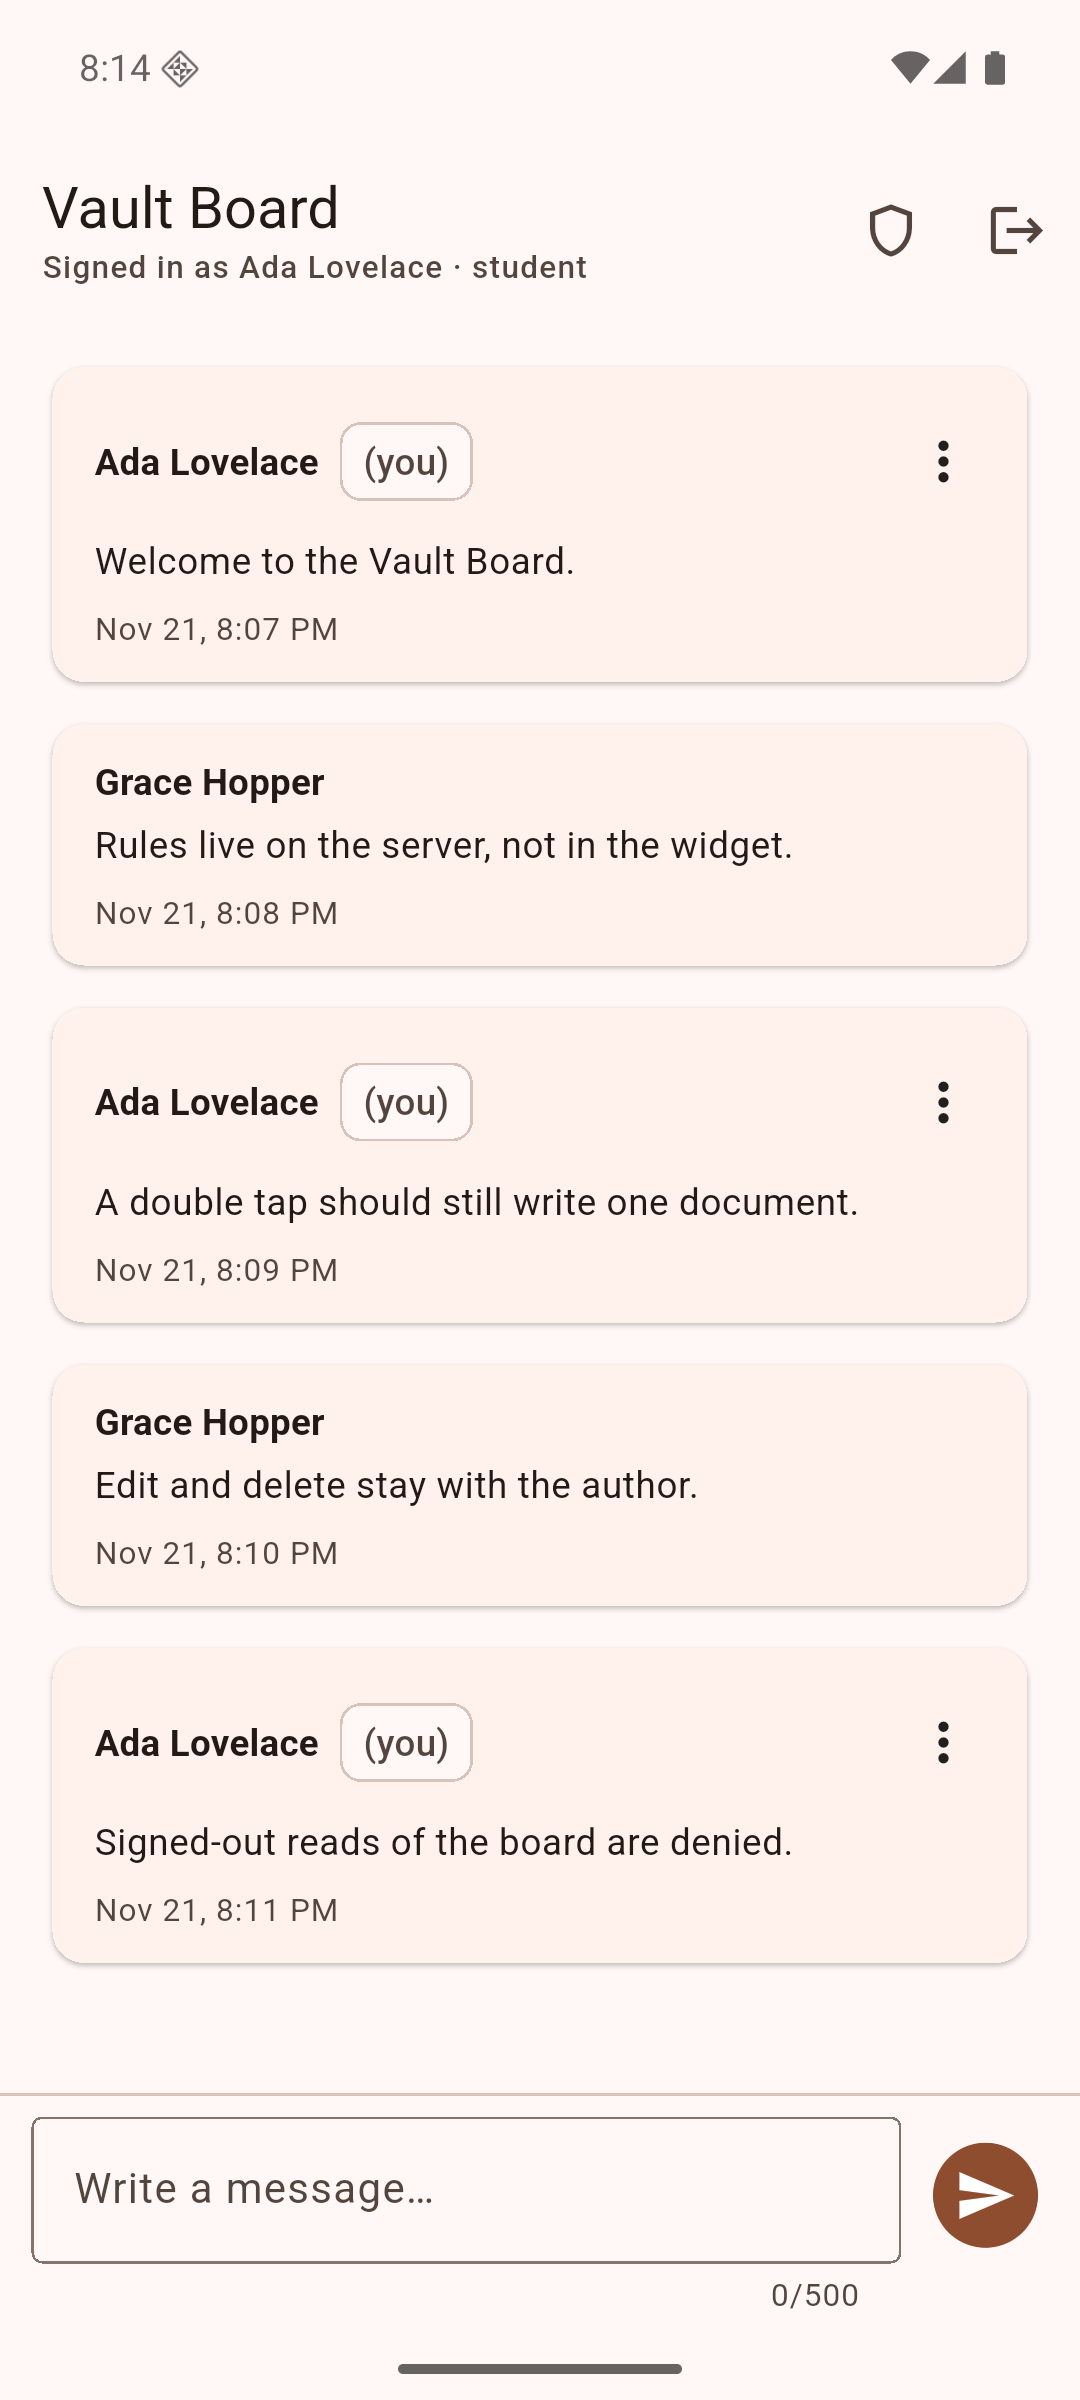 8:14
Vault Board
Signed in as Ada Lovelace · student
Ada Lovelace (you)
Welcome to the Vault Board.
Nov 21, 8:07 PM
Grace Hopper
Rules live on the server, not in the widget.
Nov 21, 8:08 PM
Ada Lovelace (you)
A double tap should still write one document.
Nov 21, 8:09 PM
Grace Hopper
Edit and delete stay with the author.
Nov 21, 8:10 PM
Ada Lovelace (you)
Signed-out reads of the board are denied.
Nov 21, 8:11 PM
Write a message…
0/500